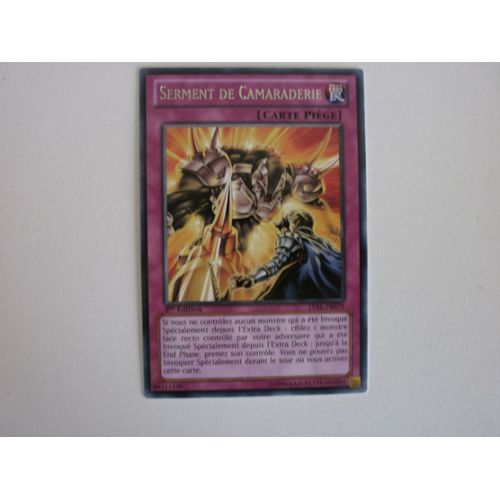 SERMENT DE CAMARADERIE
[CARTE PIÈGE]
1st Edition
Si vous ne contrôlez aucun monstre qui a été Invoqué
Spécialement depuis l'Extra Deck : ciblez 1 monstre
face recto contrôlé par votre adversaire qui a été
Invoqué Spécialement depuis l'Extra Deck ; jusqu'à la
End Phase, prenez son contrôle. Vous ne pouvez pas
Invoquer Spécialement durant le tour où vous activez
cette carte.